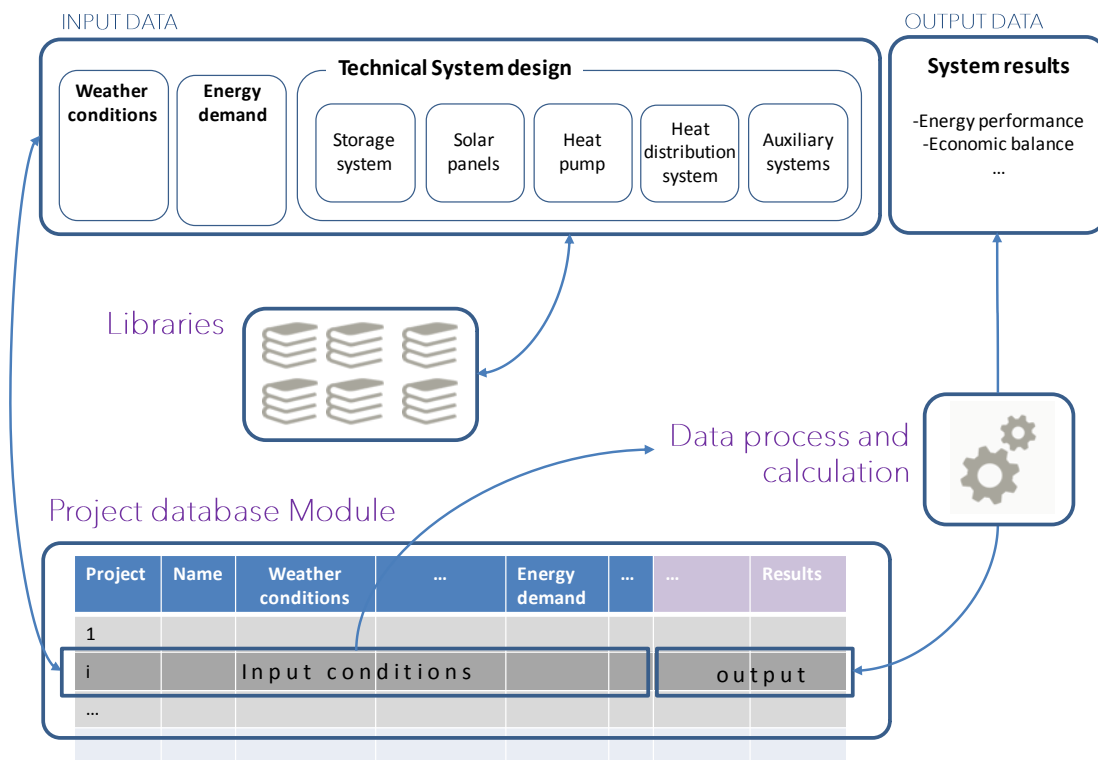 INPUT DATA
OUTPUT DATA
Technical System design
Weather
conditions
Energy
demand
Storage
system
Solar
panels
Heat
pump
Heat
distribution
system
Auxiliary
systems
System results
-Energy performance
-Economic balance
...
Libraries
Data process and
calculation
Project database Module
Project Name Weather conditions ... Energy demand ... ... Results
1
i Input conditions output
...